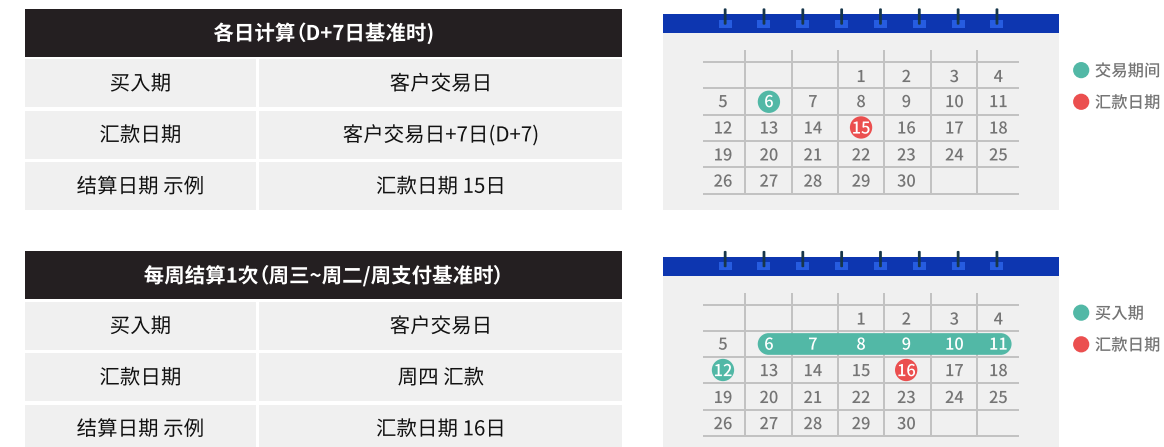 各日计算(D+7日基准时)
买入期 客户交易日
汇款日期 客户交易日+7日(D+7)
结算日期 示例 汇款日期 15日
1 2 3 4
5 6 7 8 9 10 11
12 13 14 15 16 17 18
19 20 21 22 23 24 25
26 27 28 29 30
交易期间
汇款日期
每周结算1次(周三~周二/周支付基准时)
买入期 客户交易日
汇款日期 周四 汇款
结算日期 示例 汇款日期 16日
1 2 3 4
5 6 7 8 9 10 11
12 13 14 15 16 17 18
19 20 21 22 23 24 25
26 27 28 29 30
买入期
汇款日期